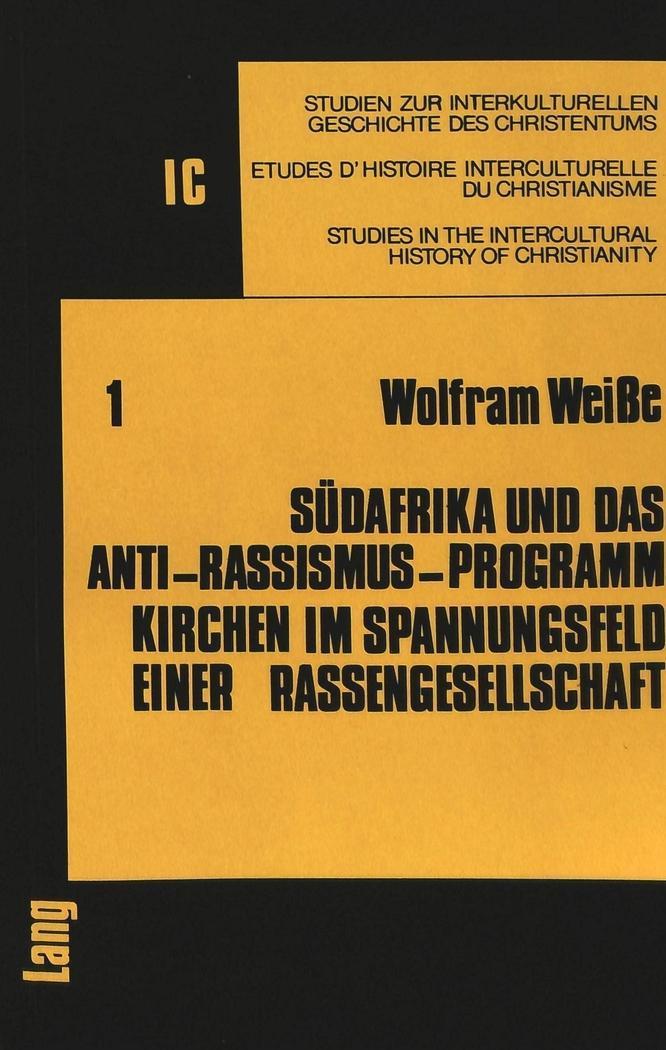 STUDIEN ZUR INTERKULTURELLEN
GESCHICHTE DES CHRISTENTUMS
ETUDES D'HISTOIRE INTERCULTURELLE
DU CHRISTIANISME
STUDIES IN THE INTERCULTURAL
HISTORY OF CHRISTIANITY
IC
1
Wolfram Weiße
SÜDAFRIKA UND DAS
ANTI–RASSISMUS–PROGRAMM
KIRCHEN IM SPANNUNGSFELD
EINER RASSENGESELLSCHAFT
Lang